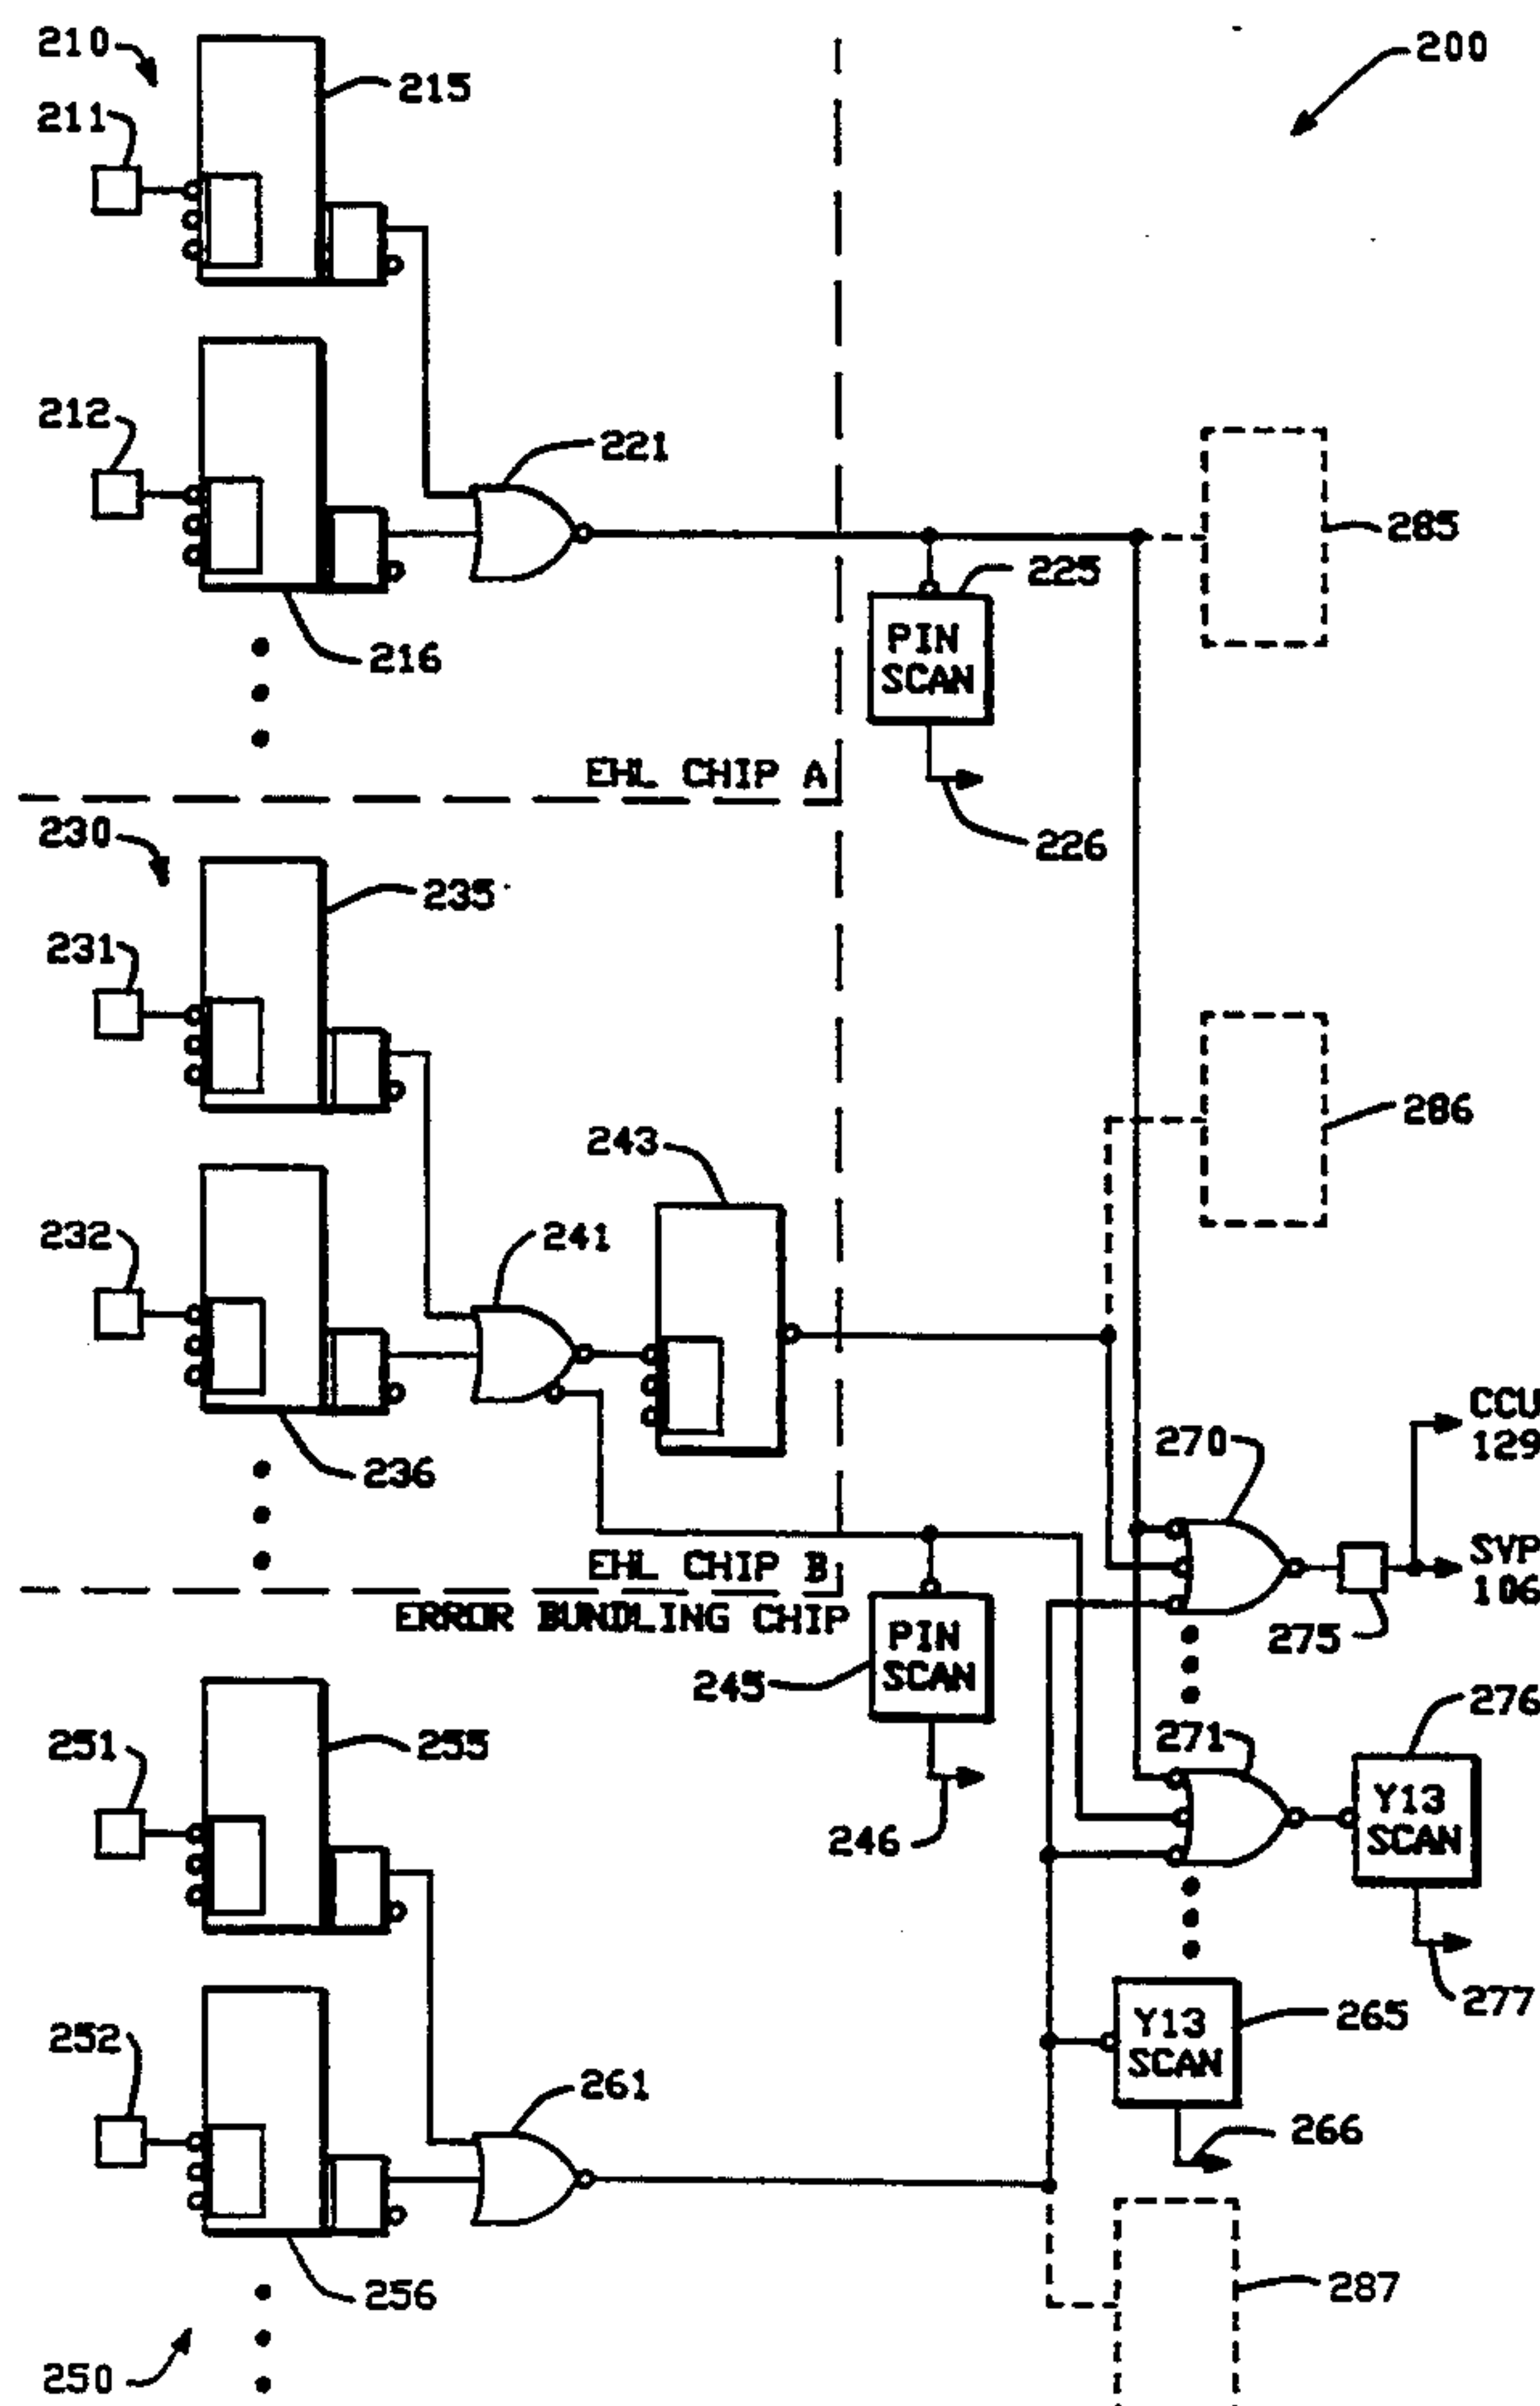 210
200
215
211
212
221
285
225
PIN
SCAN
216
EHL CHIP A
230
226
235
231
286
243
232
241
CCU
129
270
236
SVP
106
EHL CHIP B
ERROR BUNDLING CHIP
PIN
SCAN
275
245
276
251
255
271
Y13
SCAN
246
277
265
Y13
SCAN
252
261
266
256
287
250